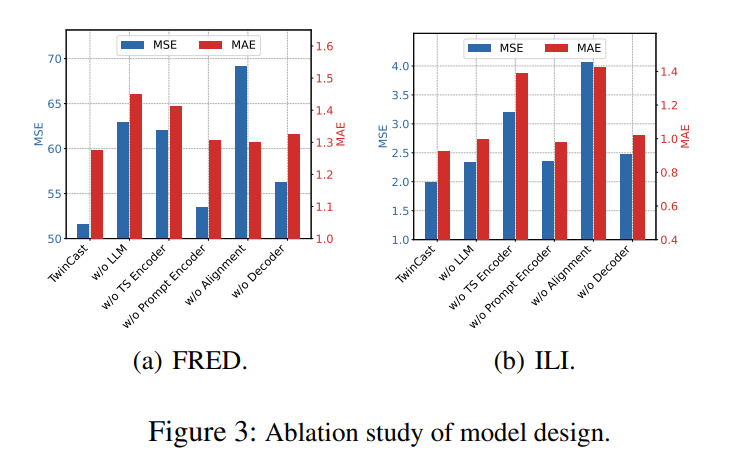 MSE MAE
70
65
60
55
50
MSE
1.6
1.5
1.4
1.3
1.2
1.1
1.0
MAE
TwinCast
w/o LLM
w/o TS Encoder
w/o Prompt Encoder
w/o Alignment
w/o Decoder
(a) FRED.
MSE MAE
4.0
3.5
3.0
2.5
2.0
1.5
1.0
MSE
1.4
1.2
1.0
0.8
0.6
0.4
MAE
TwinCast
w/o LLM
w/o TS Encoder
w/o Prompt Encoder
w/o Alignment
w/o Decoder
(b) ILI.
Figure 3: Ablation study of model design.